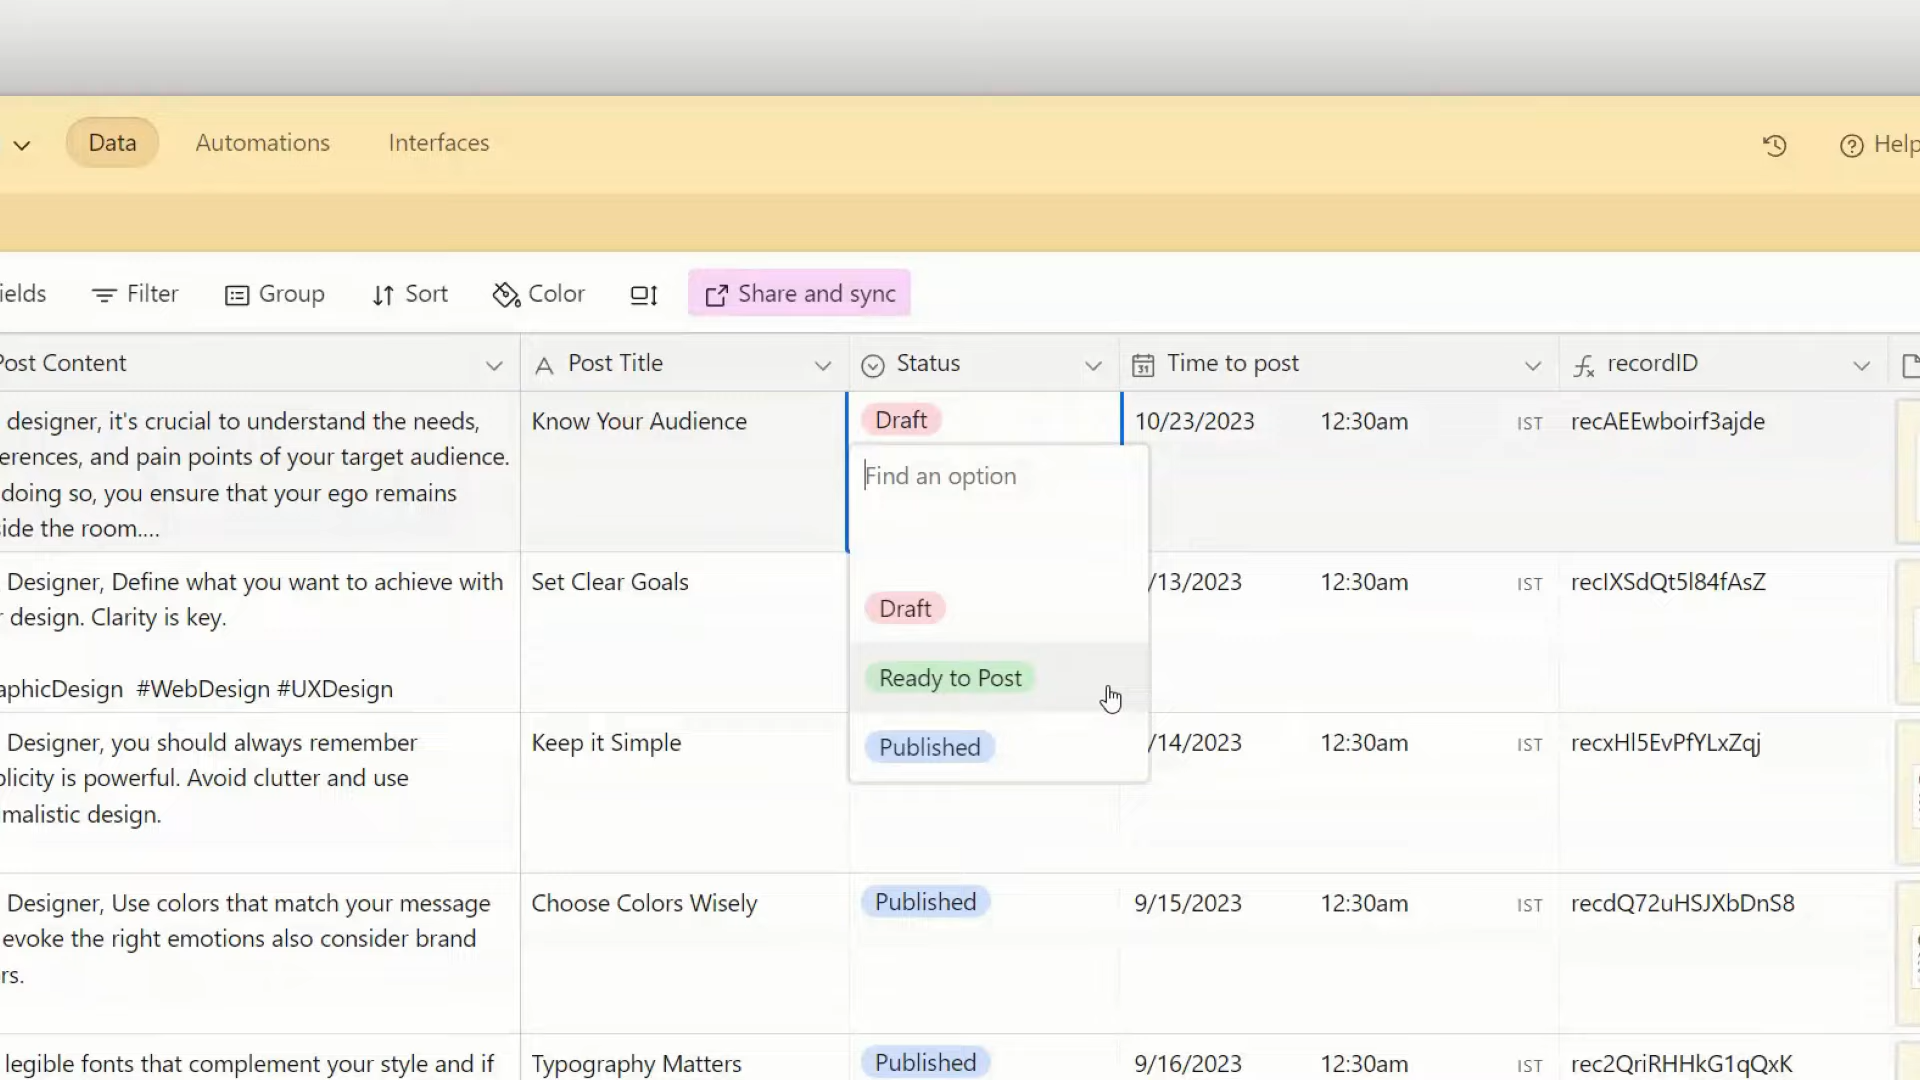 Data Automations Interfaces Help
ields Filter Group Sort Color Share and sync
Post Content Post Title Status Time to post recordID
designer, it's crucial to understand the needs,
erences, and pain points of your target audience.
doing so, you ensure that your ego remains
side the room....
Know Your Audience
Draft
10/23/2023 12:30am IST
recAEEwboirf3ajde
Find an option
Draft
Ready to Post
Published
Designer, Define what you want to achieve with
r design. Clarity is key.
aphicDesign #WebDesign #UXDesign
Set Clear Goals
/13/2023 12:30am IST
recIXSdQt5l84fAsZ
Designer, you should always remember
plicity is powerful. Avoid clutter and use
malistic design.
Keep it Simple
/14/2023 12:30am IST
recxHl5EvPfYLxZqj
Designer, Use colors that match your message
evoke the right emotions also consider brand
rs.
Choose Colors Wisely
Published
9/15/2023 12:30am IST
recdQ72uHSJXbDnS8
legible fonts that complement your style and if
Typography Matters
Published
9/16/2023 12:30am IST
rec2QriRHHkG1qQxK